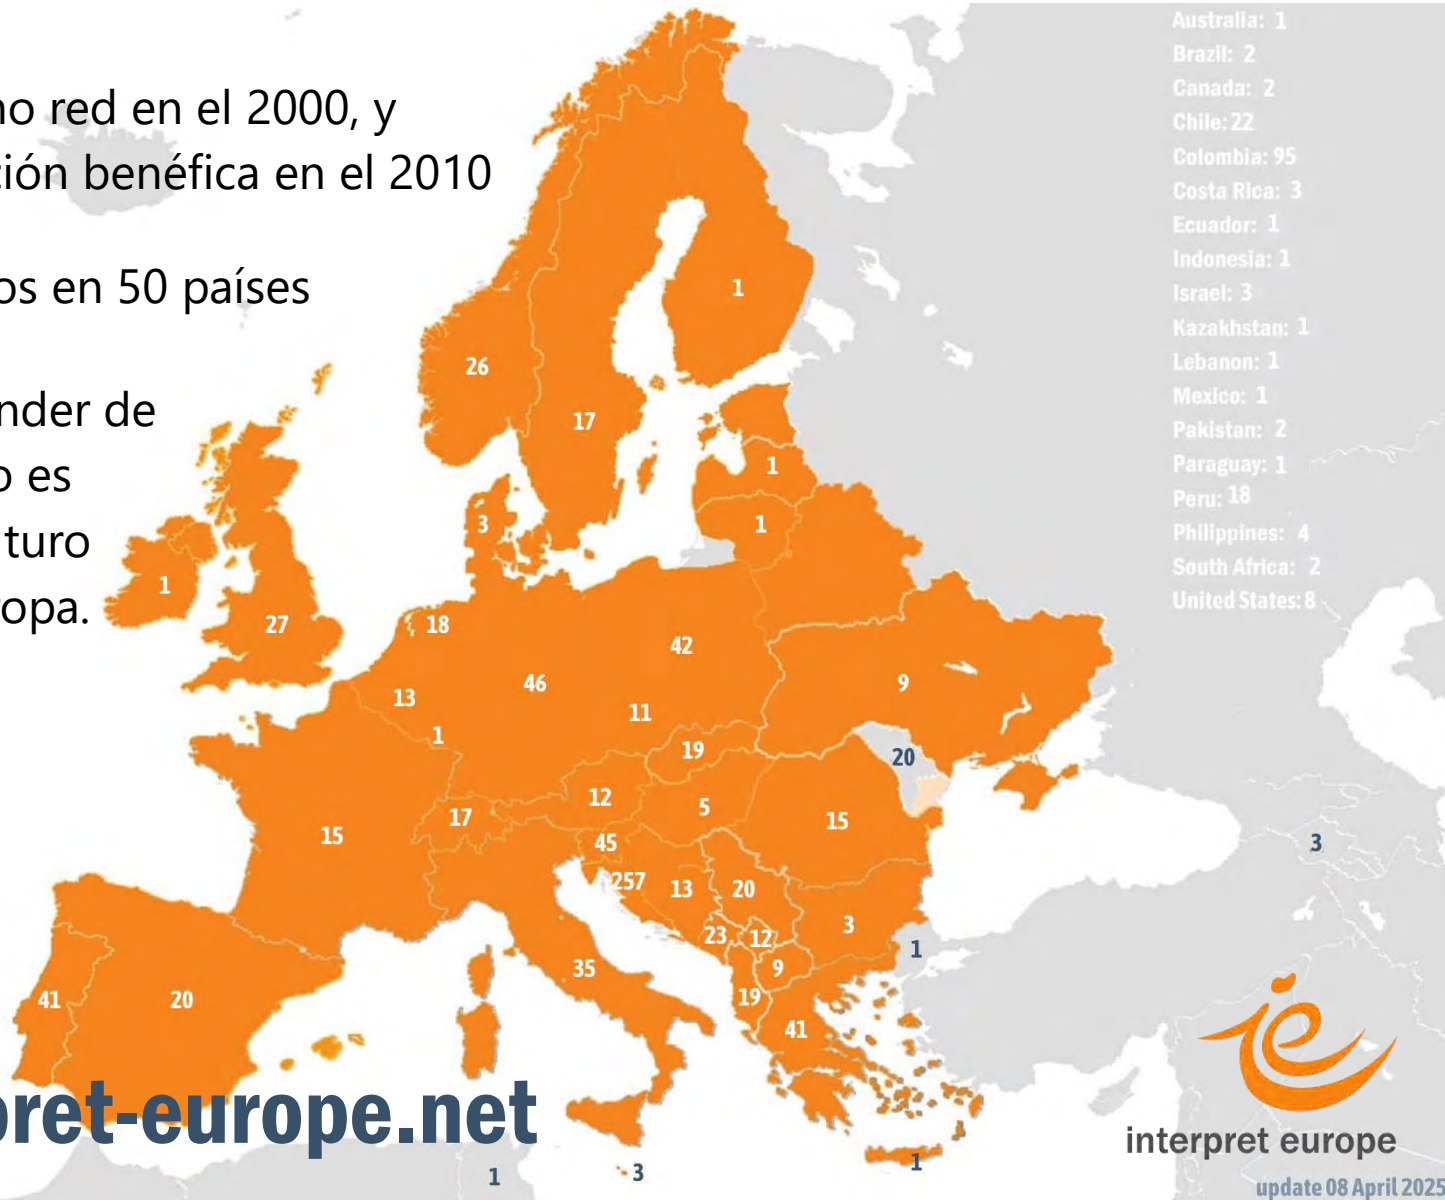 no red en el 2000, y
ción benéfica en el 2010
os en 50 países
nder de
o es
turo
ropa.
Australia: 1
Brazil: 2
Canada: 2
Chile: 22
Colombia: 95
Costa Rica: 3
Ecuador: 1
Indonesia: 1
Israel: 3
Kazakhstan: 1
Lebanon: 1
Mexico: 1
Pakistan: 2
Paraguay: 1
Peru: 18
Philippines: 4
South Africa: 2
United States: 8
1
26
17
1
3
1
1
27
18
42
13
46
9
11
1
19
20
12
5
17
15
15
45
3
257
13
20
3
23
12
1
35
9
41
20
19
41
pret-europe.net
1
3
1
ie
interpret europe
update 08 April 2025